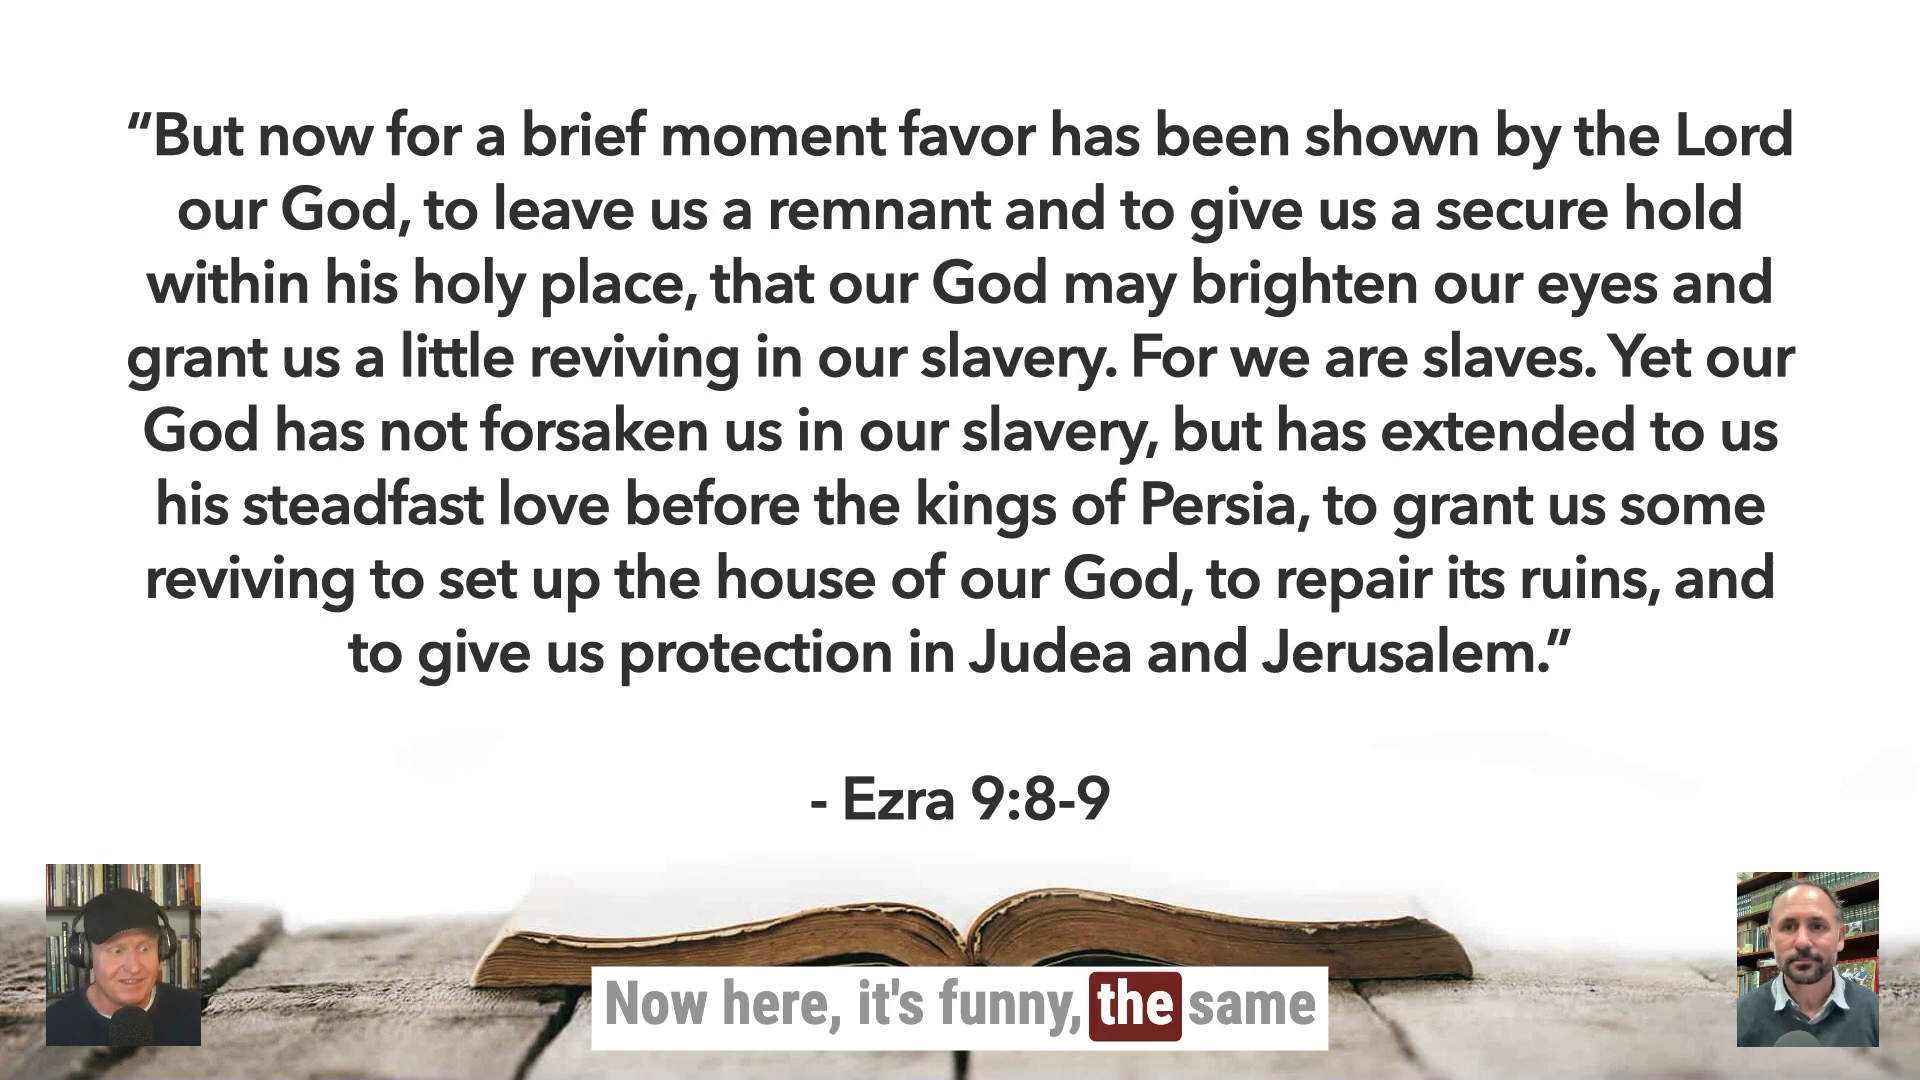 “But now for a brief moment favor has been shown by the Lord
our God, to leave us a remnant and to give us a secure hold
within his holy place, that our God may brighten our eyes and
grant us a little reviving in our slavery. For we are slaves. Yet our
God has not forsaken us in our slavery, but has extended to us
his steadfast love before the kings of Persia, to grant us some
reviving to set up the house of our God, to repair its ruins, and
to give us protection in Judea and Jerusalem.”
- Ezra 9:8-9
Now here, it's funny, the same